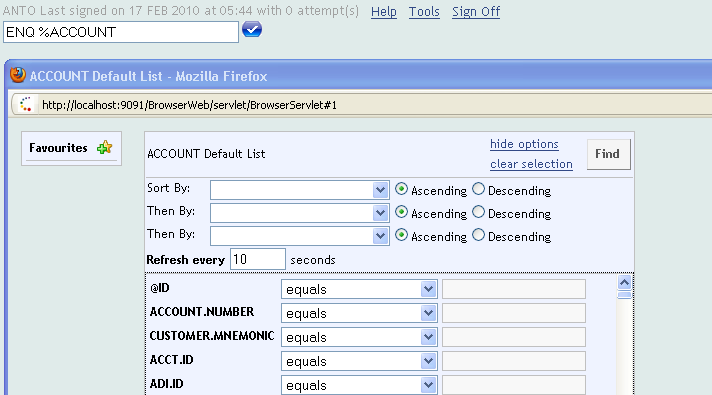 ANTO Last signed on 17 FEB 2010 at 05:44 with 0 attempt(s) Help Tools Sign Off
ENQ %ACCOUNT
ACCOUNT Default List - Mozilla Firefox
http://localhost:9091/BrowserWeb/servlet/BrowserServlet#1
Favourites
ACCOUNT Default List
hide options
clear selection
Find
Sort By: Ascending Descending
Then By: Ascending Descending
Then By: Ascending Descending
Refresh every 10 seconds
@ID equals
ACCOUNT.NUMBER equals
CUSTOMER.MNEMONIC equals
ACCT.ID equals
ADI.ID equals